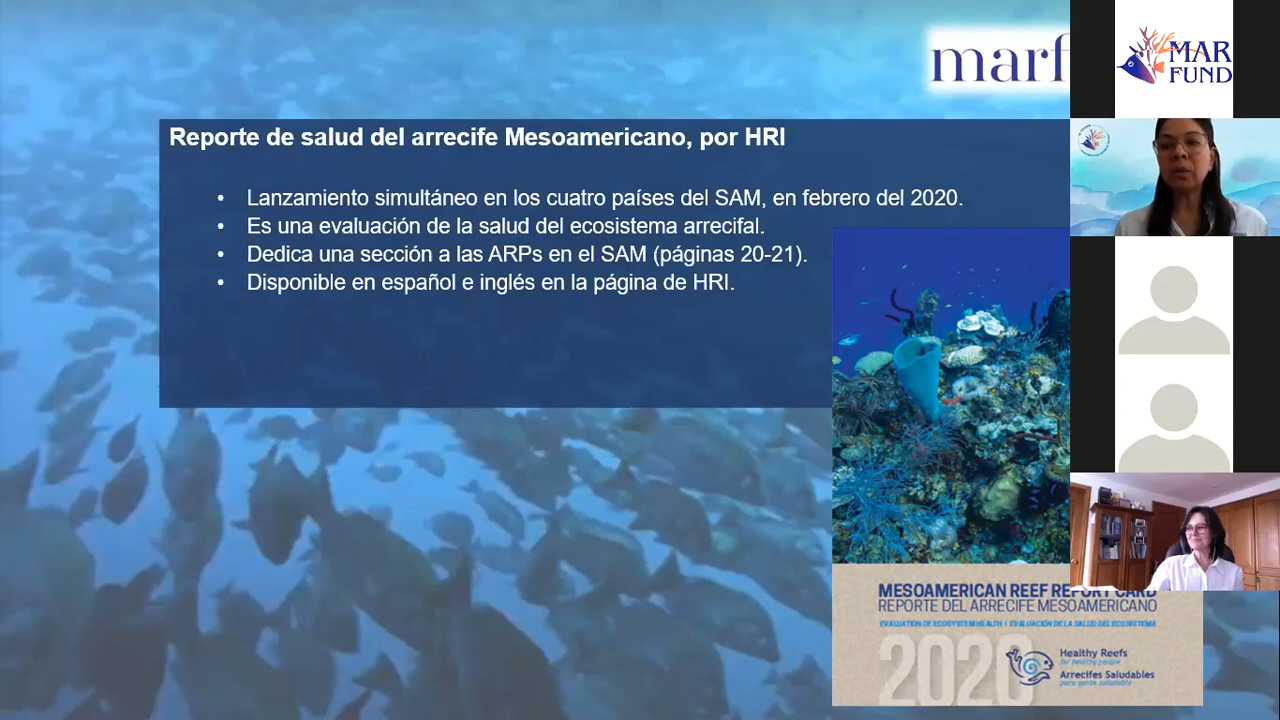 marf
MAR
FUND
Reporte de salud del arrecife Mesoamericano, por HRI
• Lanzamiento simultáneo en los cuatro países del SAM, en febrero del 2020.
• Es una evaluación de la salud del ecosistema arrecifal.
• Dedica una sección a las ARPs en el SAM (páginas 20-21).
• Disponible en español e inglés en la página de HRI.
MESOAMERICAN REEF REPORT CARD
REPORTE DEL ARRECIFE MESOAMERICANO
EVALUATION OF ECOSYSTEM HEALTH | EVALUACIÓN DE LA SALUD DEL ECOSISTEMA
2020
Healthy Reefs
for healthy people
Arrecifes Saludables
para gente saludable